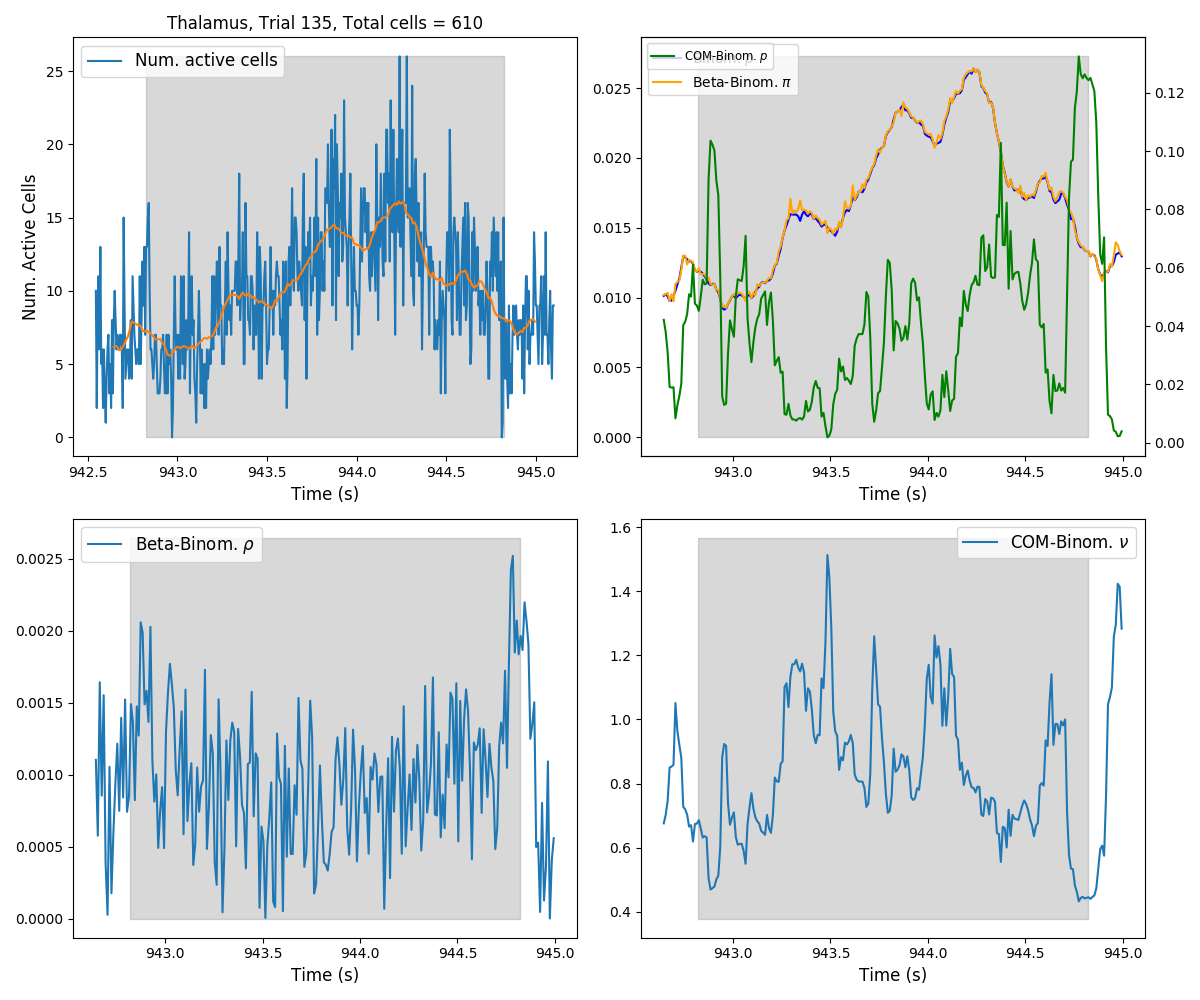 Thalamus, Trial 135, Total cells = 610
Num. active cells
Num. Active Cells
25
20
15
10
5
0
942.5 943.0 943.5 944.0 944.5 945.0
Time (s)
COM-Binom. p
Beta-Binom. π
0.025
0.020
0.015
0.010
0.005
0.000
0.12
0.10
0.08
0.06
0.04
0.02
0.00
943.0 943.5 944.0 944.5 945.0
Time (s)
Beta-Binom. ρ
0.0025
0.0020
0.0015
0.0010
0.0005
0.0000
943.0 943.5 944.0 944.5 945.0
Time (s)
COM-Binom. ν
1.6
1.4
1.2
1.0
0.8
0.6
0.4
943.0 943.5 944.0 944.5 945.0
Time (s)